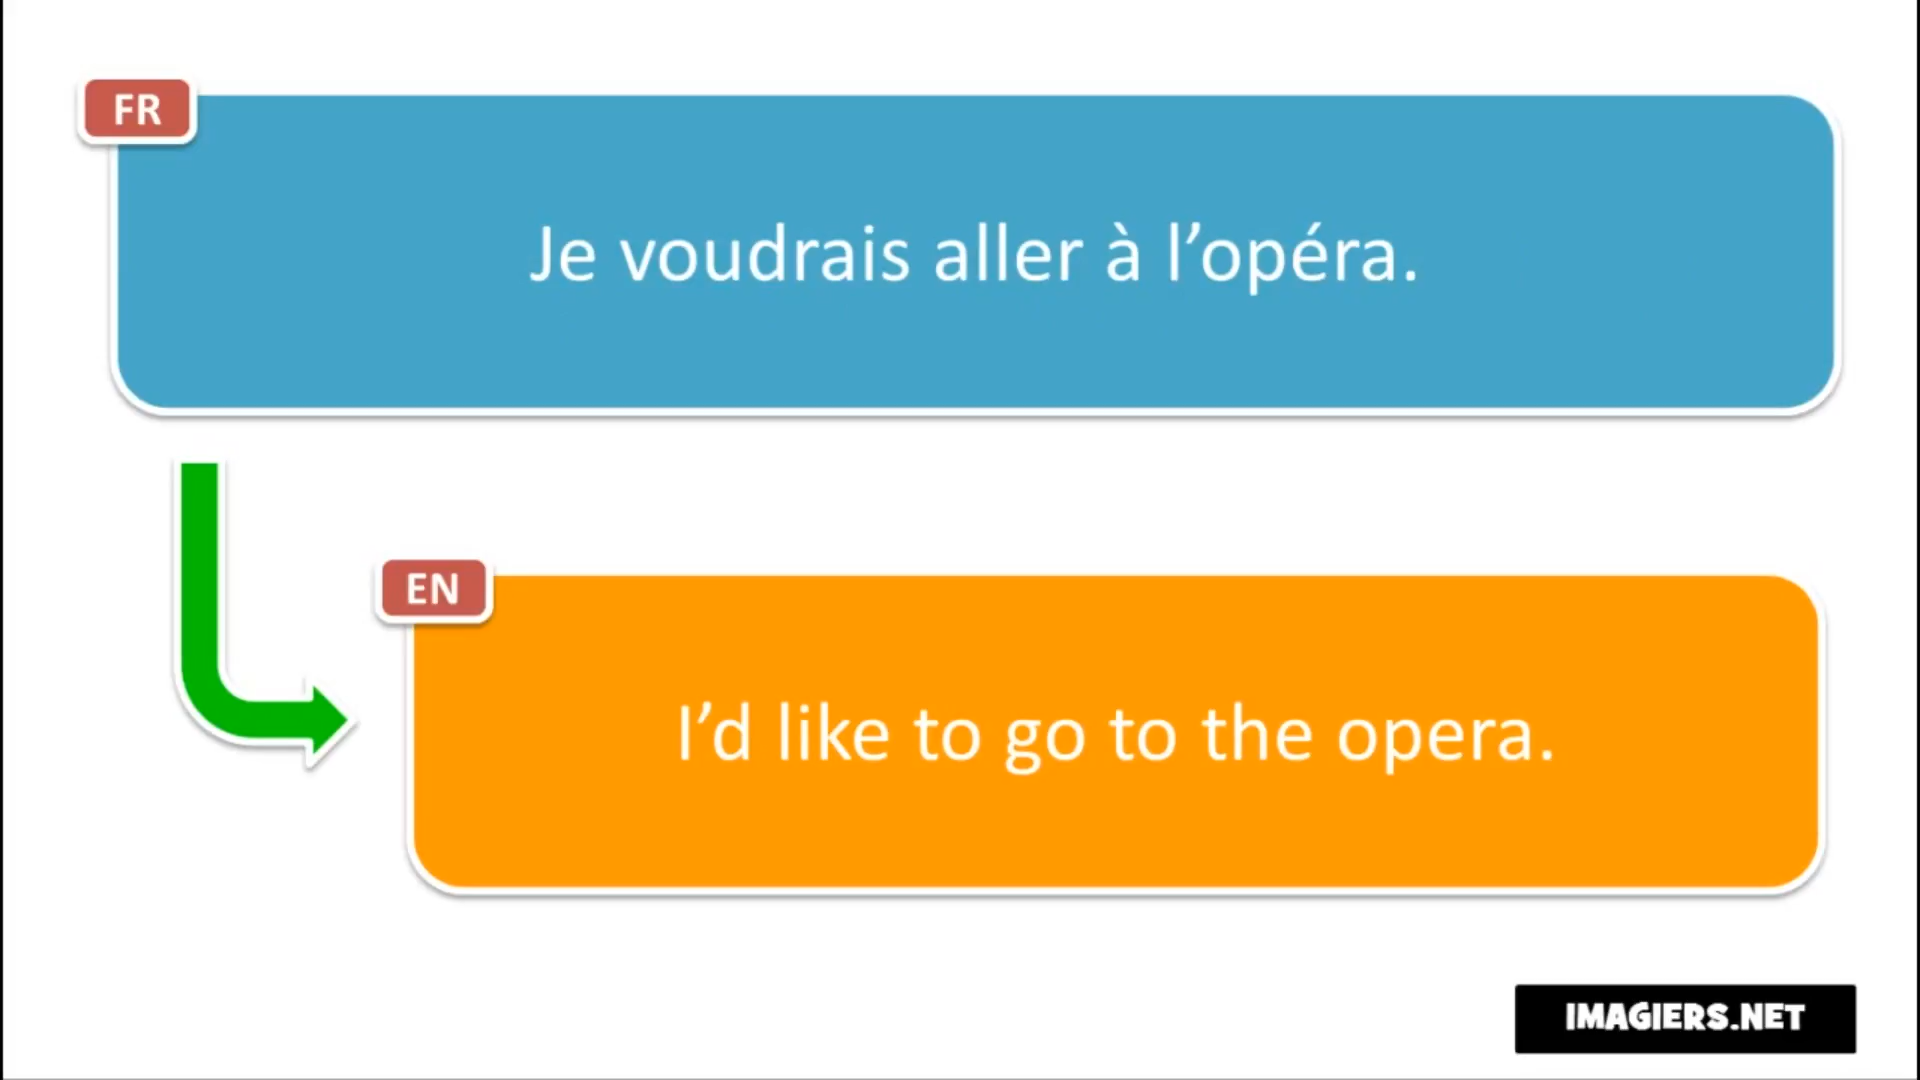 FR
Je voudrais aller à l’opéra.
EN
I’d like to go to the opera.
IMAGIERS.NET